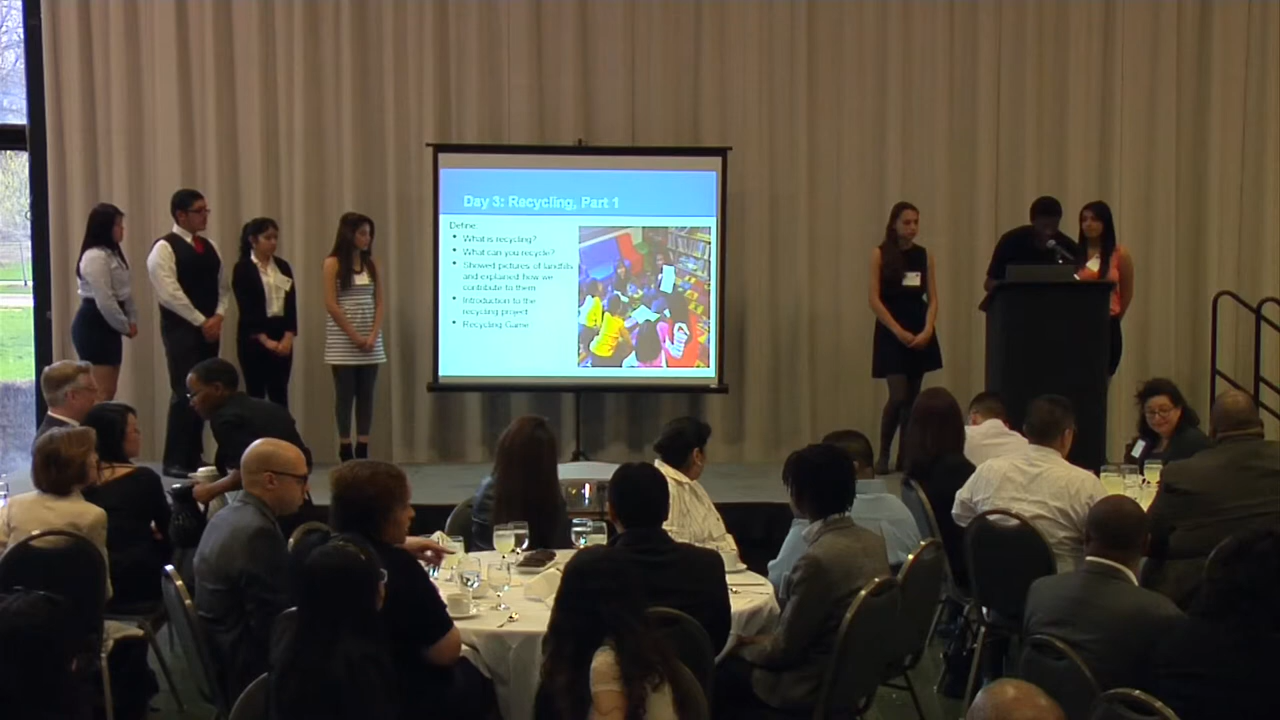 Day 3: Recycling, Part 1
Define:
• What is recycling?
• What can you recycle?
• Showed pictures of landfills
and explained how we
contribute to them
• Introduction to the
recycling project
• Recycling Game